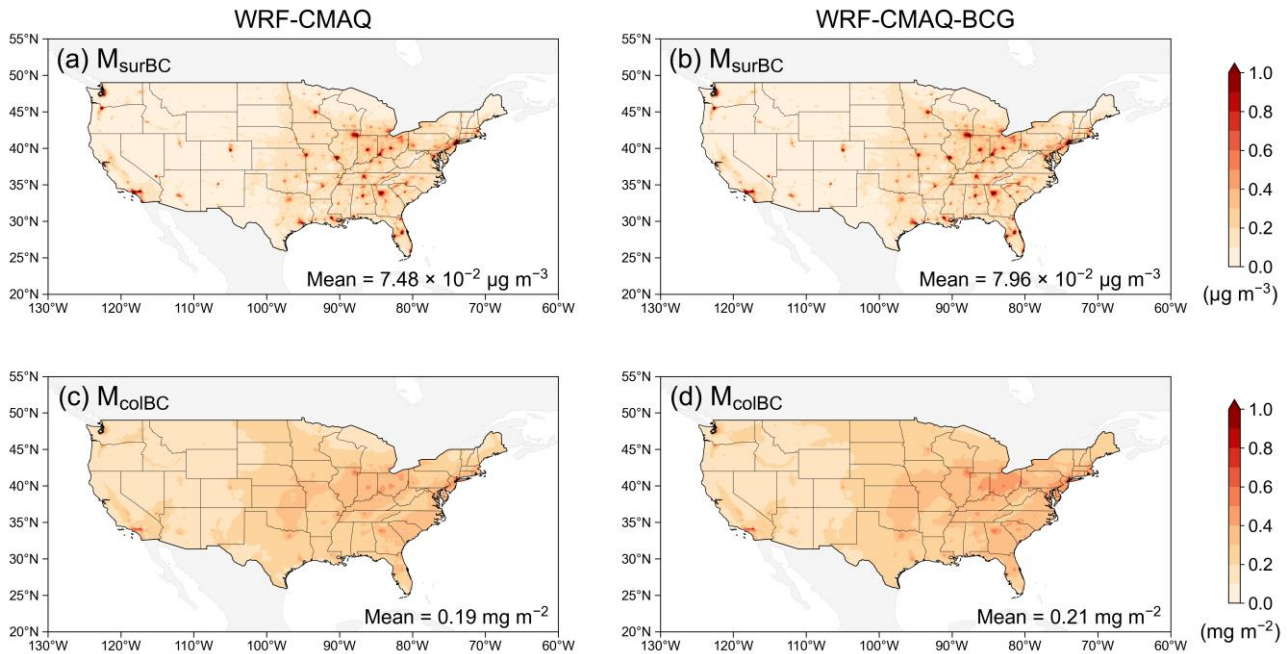 WRF-CMAQ
WRF-CMAQ-BCG
55°N
50°N
45°N
40°N
35°N
30°N
25°N
20°N
(a) M_surBC
Mean = 7.48 × 10⁻² µg m⁻³
130°W 120°W 110°W 100°W 90°W 80°W 70°W 60°W
55°N
50°N
45°N
40°N
35°N
30°N
25°N
20°N
(b) M_surBC
Mean = 7.96 × 10⁻² µg m⁻³
130°W 120°W 110°W 100°W 90°W 80°W 70°W 60°W
1.0
0.8
0.6
0.4
0.2
0.0
(µg m⁻³)
55°N
50°N
45°N
40°N
35°N
30°N
25°N
20°N
(c) M_colBC
Mean = 0.19 mg m⁻²
130°W 120°W 110°W 100°W 90°W 80°W 70°W 60°W
55°N
50°N
45°N
40°N
35°N
30°N
25°N
20°N
(d) M_colBC
Mean = 0.21 mg m⁻²
130°W 120°W 110°W 100°W 90°W 80°W 70°W 60°W
1.0
0.8
0.6
0.4
0.2
0.0
(mg m⁻²)